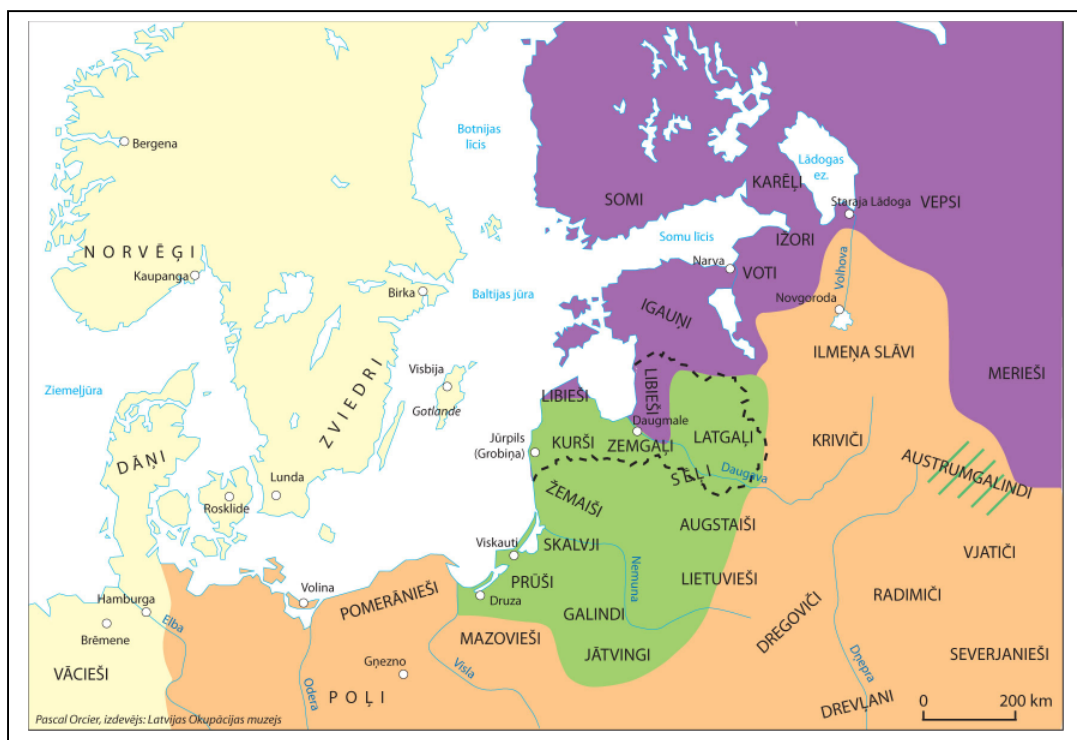 Botnijas
līcis
Bergena
Lādogas
ez.
KARĒĻI
SOMI
Staraja Lādoga
VEPSI
NORVĒĢI
Somu līcis
IŽORI
Kaupanga
Narva
VOTI
Volhova
Birka
Baltijas jūra
Novgoroda
IGAUŅI
ILMEŅA SLĀVI
Visbija
Ziemeļjūra
ZVIEDRI
Gotlande
LIBIEŠI
LIBIEŠI
MERIEŠI
Daugmale
DĀŅI
Jūrpils
(Grobiņa)
KURŠI
ZEMGAĻI
LATGAĻI
KRIVIČI
Lunda
SĒĻI
Daugava
AUSTRUMGALINDI
Rosklide
ŽEMAIŠI
AUGSTAIŠI
Viskauti
SKALVJI
VJATIČI
PRŪŠI
Nemuna
LIETUVIEŠI
Volina
POMERĀNIEŠI
Druza
RADIMIČI
Hamburga
Elba
GALINDI
DREGOVIČI
Brēmene
MAZOVIEŠI
JĀTVINGI
SEVERJANIEŠI
VĀCIEŠI
Gņezno
Visla
Dņepra
Odera
POĻI
DREVĻANI
0 200 km
Pascal Orcier, izdevējs: Latvijas Okupācijas muzejs